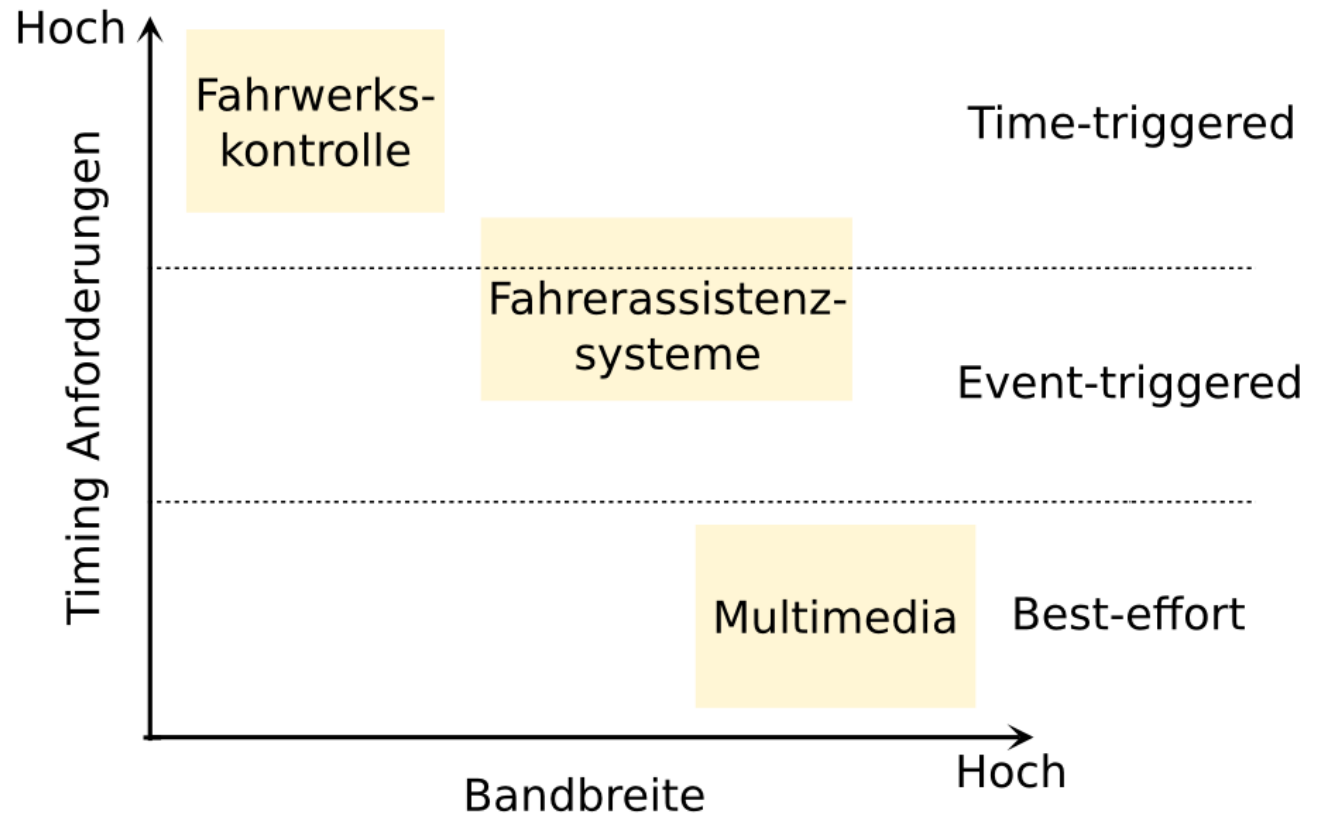 Hoch
Fahrwerks-
kontrolle
Time-triggered
Timing Anforderungen
Fahrerassistenz-
systeme
Event-triggered
Multimedia
Best-effort
Hoch
Bandbreite